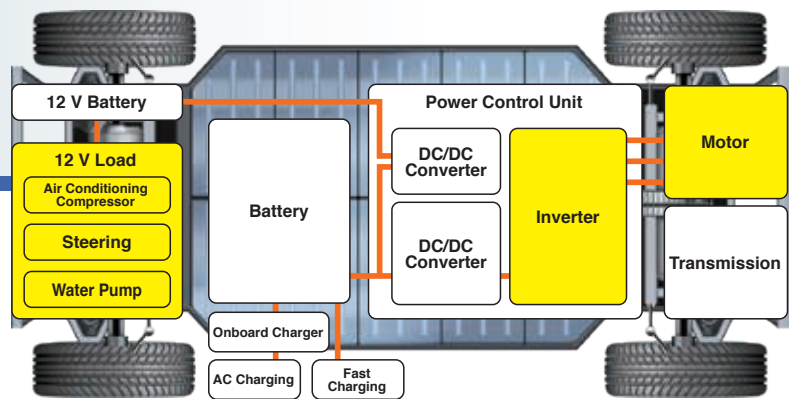 12 V Battery
12 V Load
Air Conditioning
Compressor
Steering
Water Pump
Battery
Onboard Charger
AC Charging
Fast
Charging
Power Control Unit
DC/DC
Converter
DC/DC
Converter
Inverter
Motor
Transmission